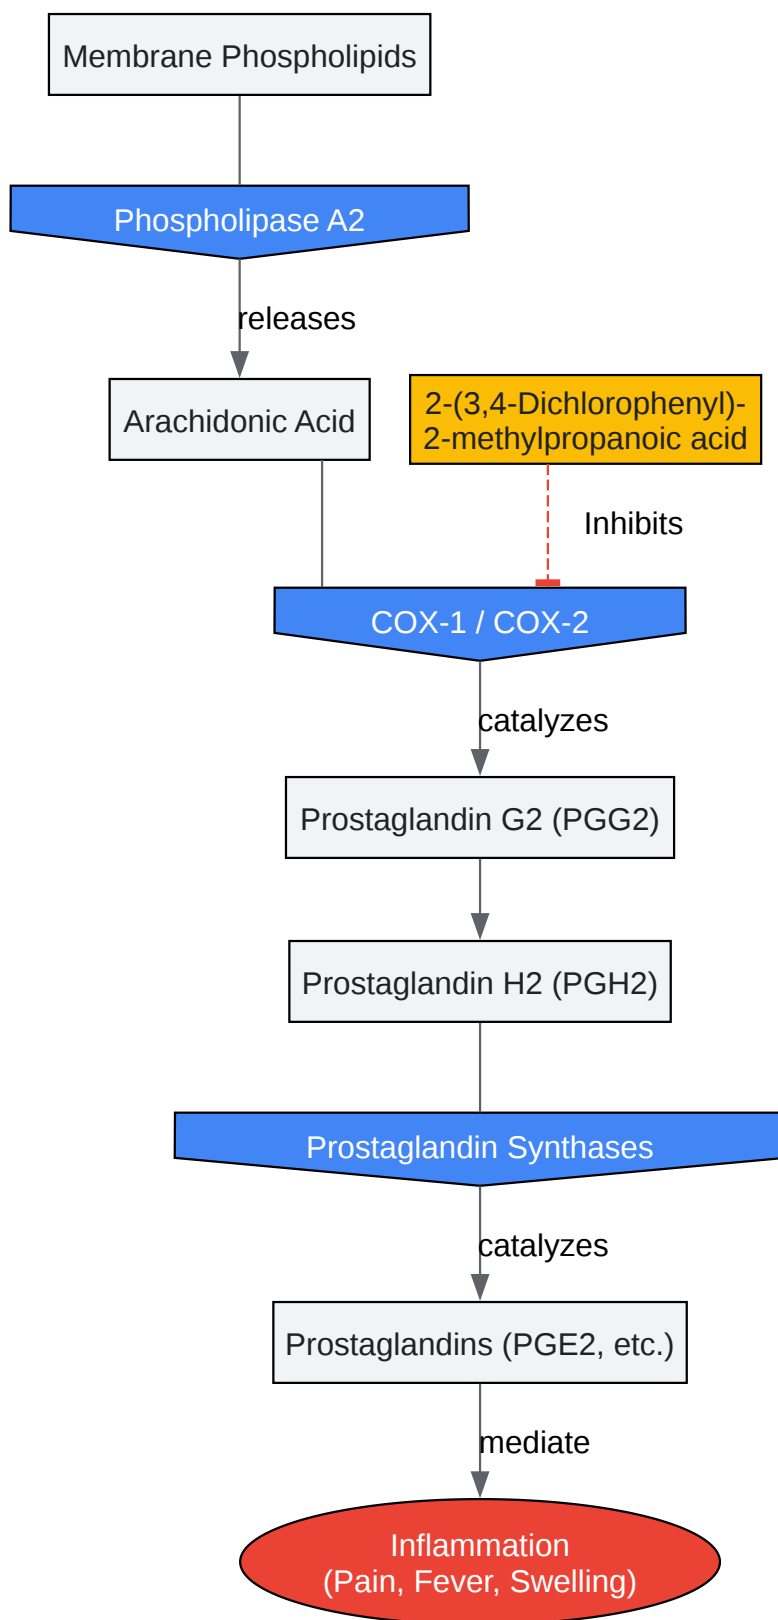 Membrane Phospholipids
Phospholipase A2
releases
Arachidonic Acid
2-(3,4-Dichlorophenyl)-
2-methylpropanoic acid
Inhibits
COX-1 / COX-2
catalyzes
Prostaglandin G2 (PGG2)
Prostaglandin H2 (PGH2)
Prostaglandin Synthases
catalyzes
Prostaglandins (PGE2, etc.)
mediate
Inflammation
(Pain, Fever, Swelling)